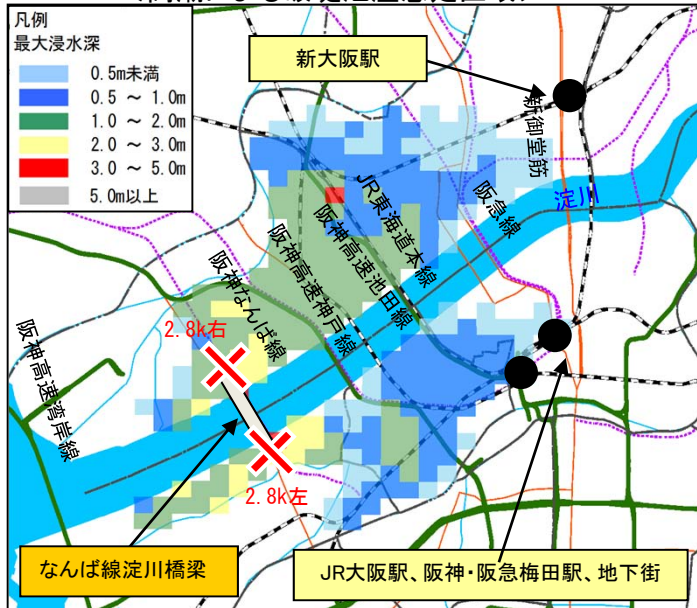 凡例
最大浸水深
0.5m未満
0.5 ～ 1.0m
1.0 ～ 2.0m
2.0 ～ 3.0m
3.0 ～ 5.0m
5.0m以上
新大阪駅
新御堂筋
淀川
阪急線
JR東海道本線
阪神高速池田線
阪神高速神戸線
阪神なんば線
阪神高速湾岸線
2.8k右
2.8k左
なんば線淀川橋梁
JR大阪駅、阪神・阪急梅田駅、地下街